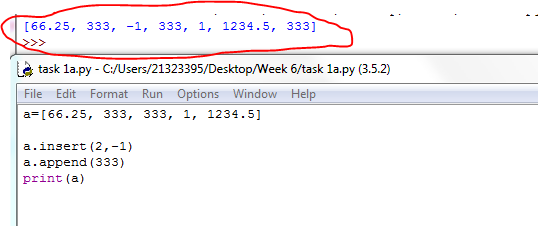 [66.25, 333, -1, 333, 1, 1234.5, 333]
>>>
task 1a.py - C:/Users/21323395/Desktop/Week 6/task 1a.py (3.5.2)
File Edit Format Run Options Window Help
a=[66.25, 333, 333, 1, 1234.5]
a.insert(2,-1)
a.append(333)
print(a)